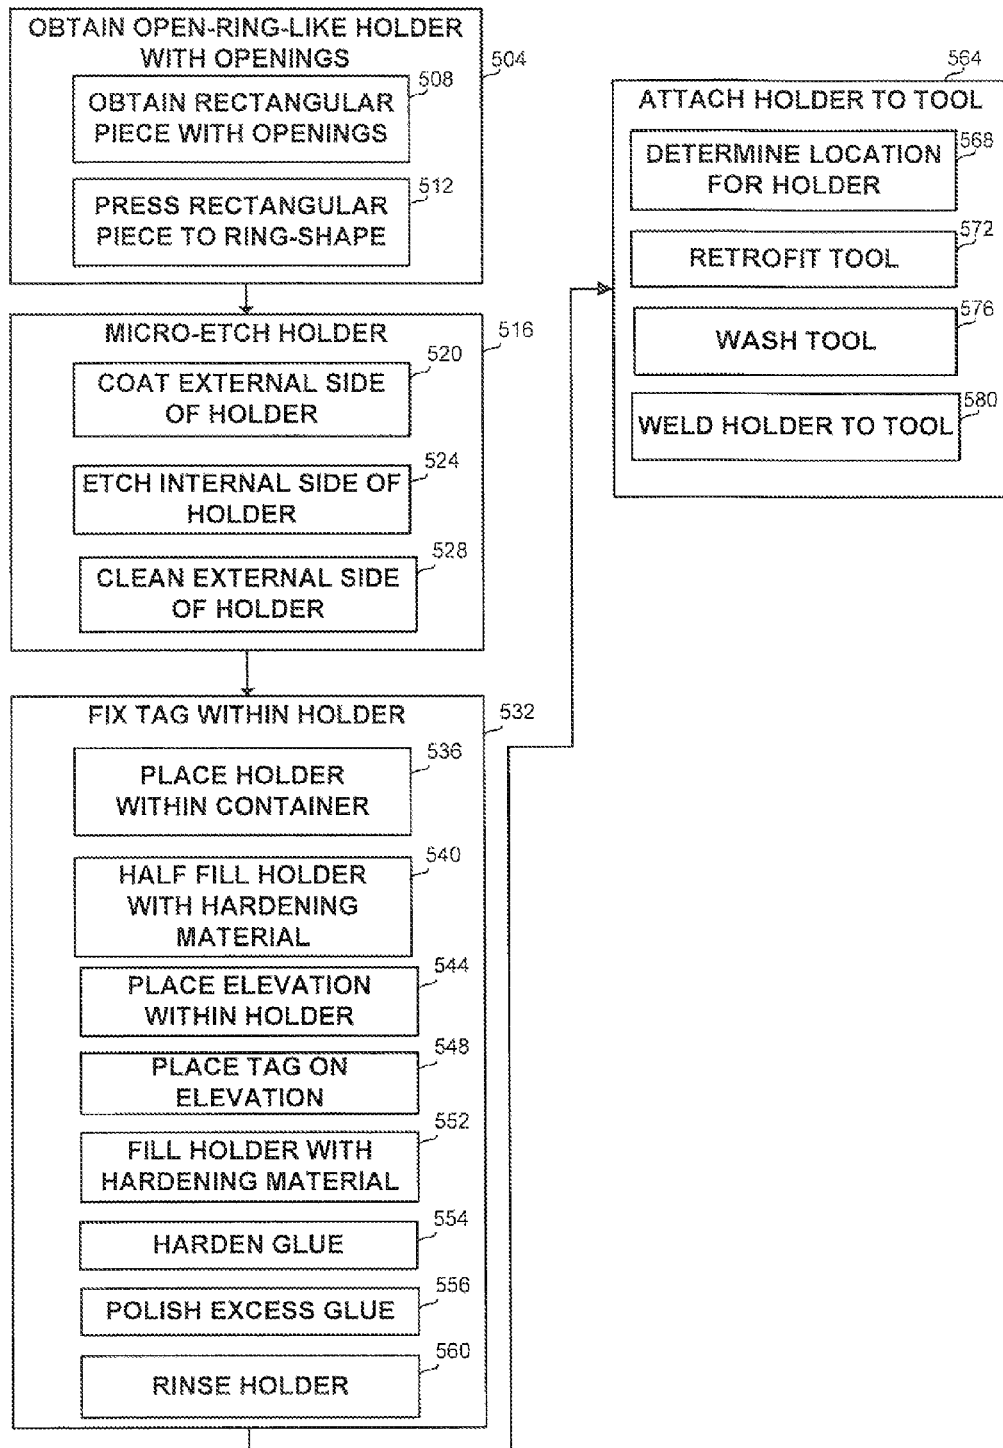 OBTAIN OPEN-RING-LIKE HOLDER
WITH OPENINGS
504
508
OBTAIN RECTANGULAR
PIECE WITH OPENINGS
512
PRESS RECTANGULAR
PIECE TO RING-SHAPE
MICRO-ETCH HOLDER
516
520
COAT EXTERNAL SIDE
OF HOLDER
524
ETCH INTERNAL SIDE OF
HOLDER
528
CLEAN EXTERNAL SIDE
OF HOLDER
FIX TAG WITHIN HOLDER
532
536
PLACE HOLDER
WITHIN CONTAINER
540
HALF FILL HOLDER
WITH HARDENING
MATERIAL
544
PLACE ELEVATION
WITHIN HOLDER
548
PLACE TAG ON
ELEVATION
552
FILL HOLDER WITH
HARDENING MATERIAL
554
HARDEN GLUE
556
POLISH EXCESS GLUE
560
RINSE HOLDER
564
ATTACH HOLDER TO TOOL
568
DETERMINE LOCATION
FOR HOLDER
572
RETROFIT TOOL
576
WASH TOOL
580
WELD HOLDER TO TOOL